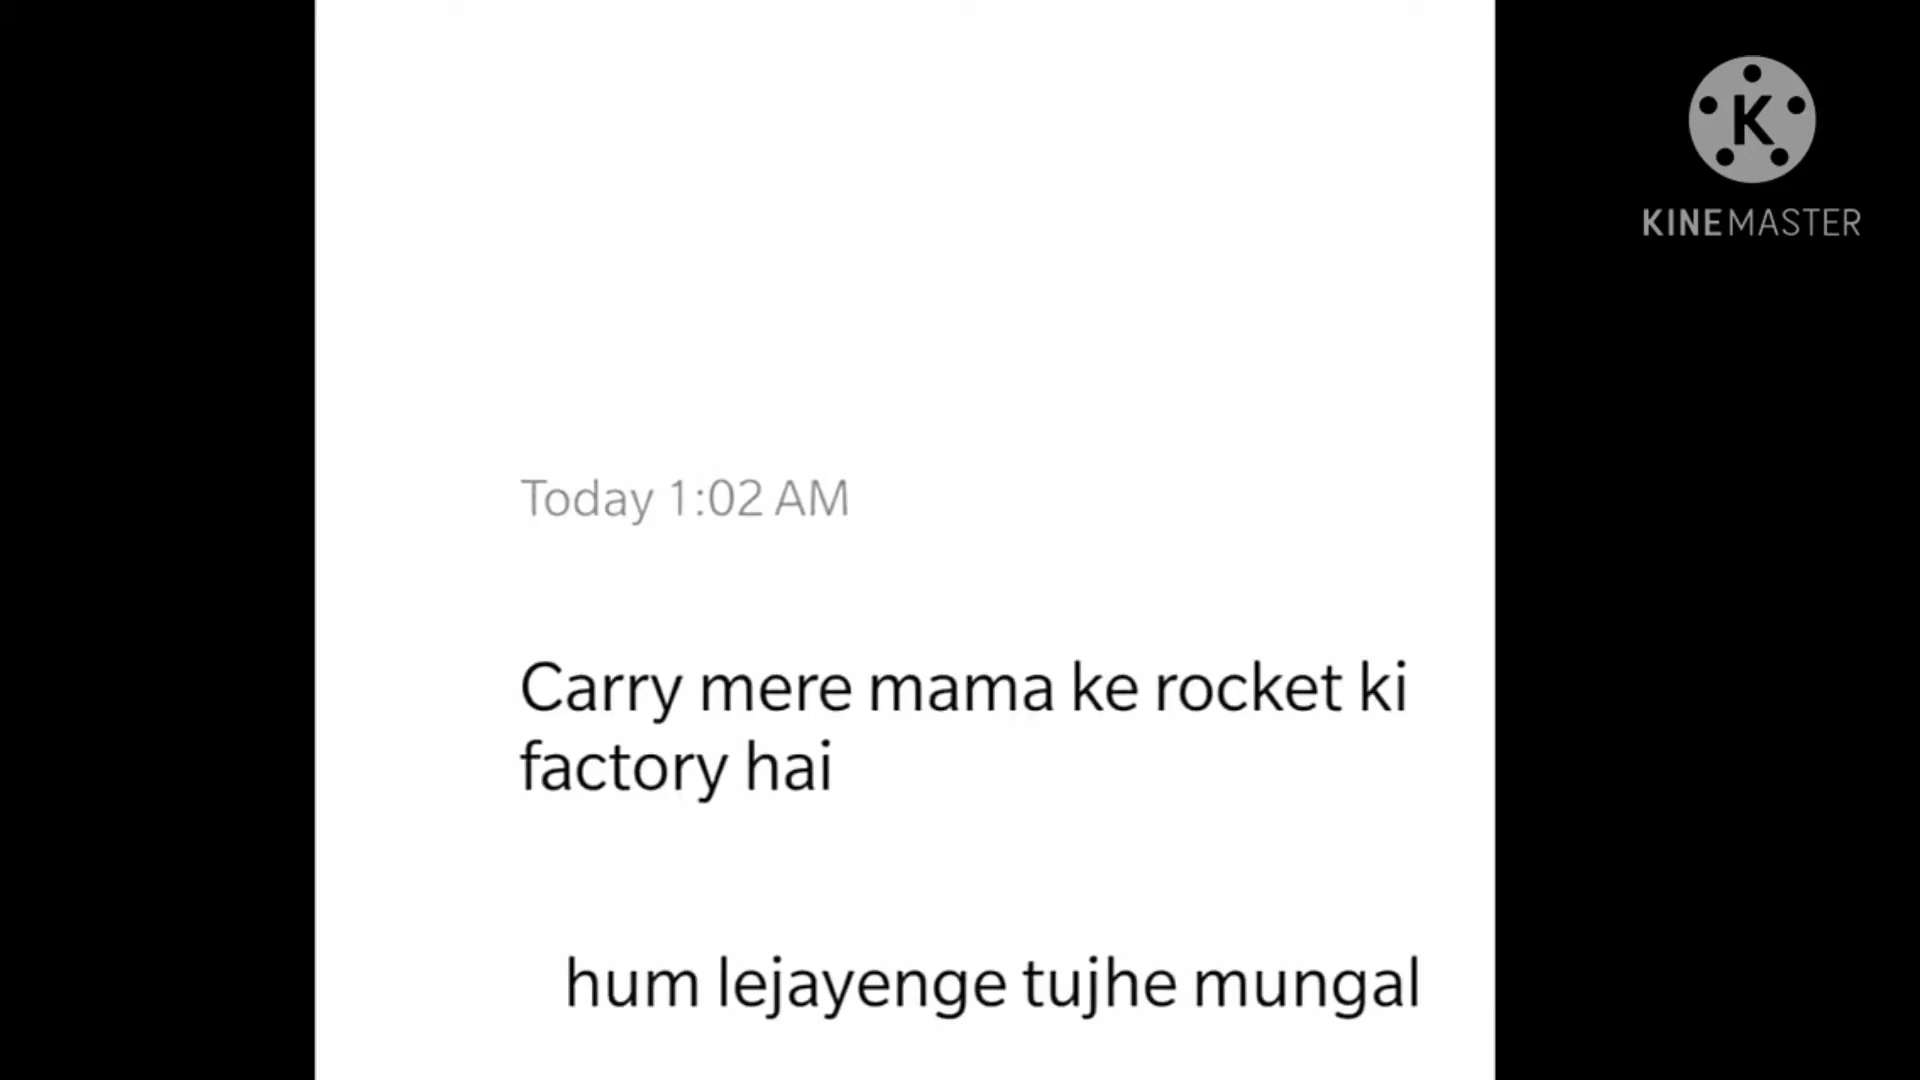 K
KINEMASTER
Today 1:02 AM
Carry mere mama ke rocket ki
factory hai
hum lejayenge tujhe mungal